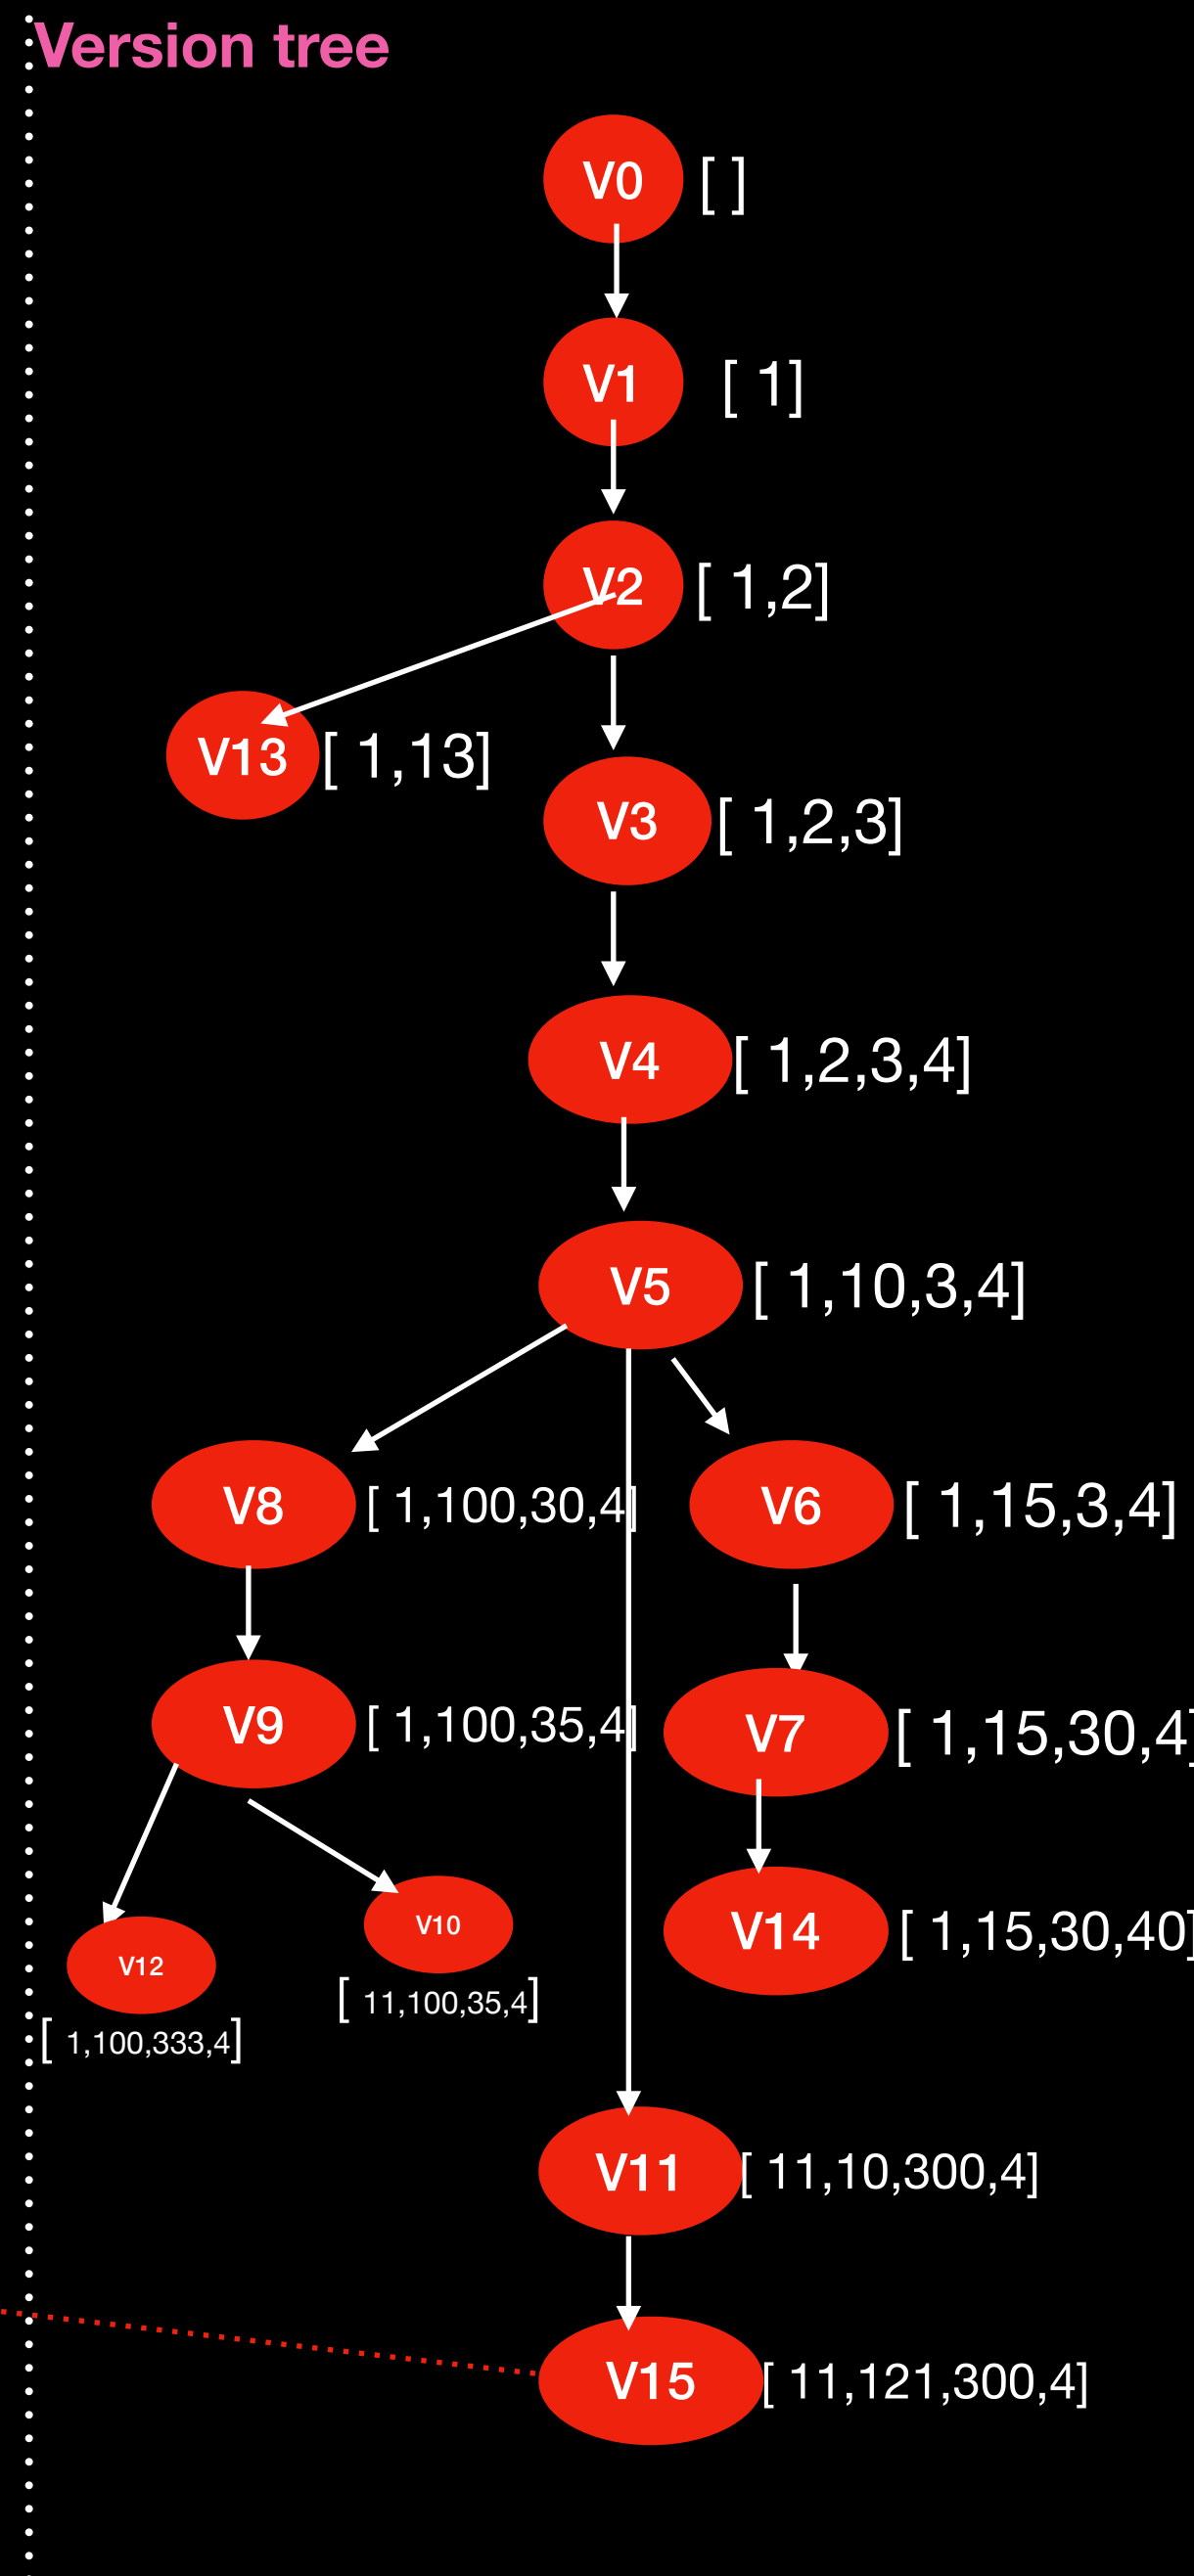 Version tree
V0 [ ]
V1 [ 1]
V2 [ 1,2]
V13 [ 1,13]
V3 [ 1,2,3]
V4 [ 1,2,3,4]
V5 [ 1,10,3,4]
V8 [ 1,100,30,4] V6 [ 1,15,3,4]
V9 [ 1,100,35,4] V7 [ 1,15,30,4]
V10 V14 [ 1,15,30,40]
V12
[ 11,100,35,4]
[ 1,100,333,4]
V11 [ 11,10,300,4]
V15 [ 11,121,300,4]